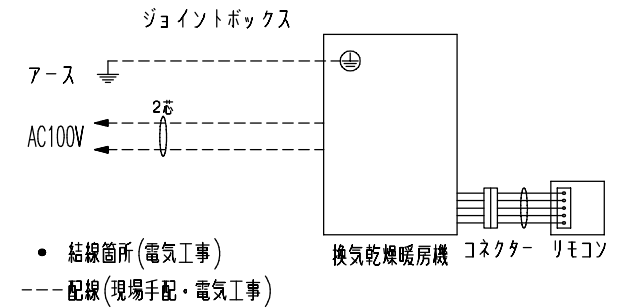 ジョイントボックス
アース
2芯
AC100V
換気乾燥暖房機
コネクター
リモコン
● 結線箇所(電気工事)
---配線(現場手配・電気工事)